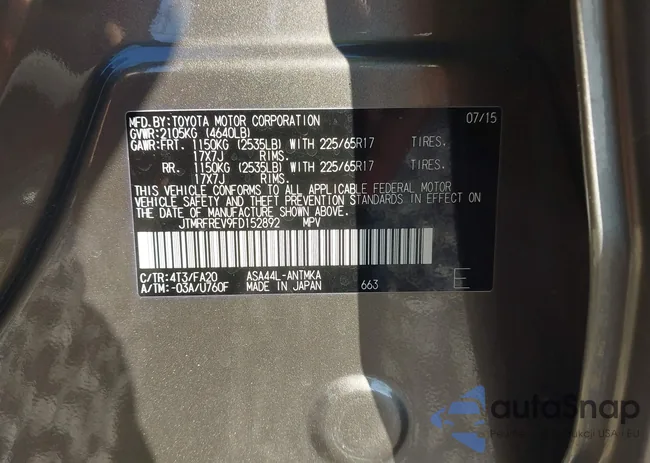 MFD.BY:TOYOTA MOTOR CORPORATION 07/15
GVWR:2105KG (4640LB)
GAWR:FRT. 1150KG (2535LB) WITH 225/65R17 TIRES.
17X7J RIMS.
RR. 1150KG (2535LB) WITH 225/65R17 TIRES.
17X7J RIMS.
THIS VEHICLE CONFORMS TO ALL APPLICABLE FEDERAL MOTOR
VEHICLE SAFETY AND THEFT PREVENTION STANDARDS IN EFFECT ON
THE DATE OF MANUFACTURE SHOWN ABOVE.
JTMRFREV9FD152892 MPV
C/TR:4T3/FA20 ASA44L-ANTMKA
A/TM:-03A/U760F MADE IN JAPAN 663 E
autoSnap
USA i EU